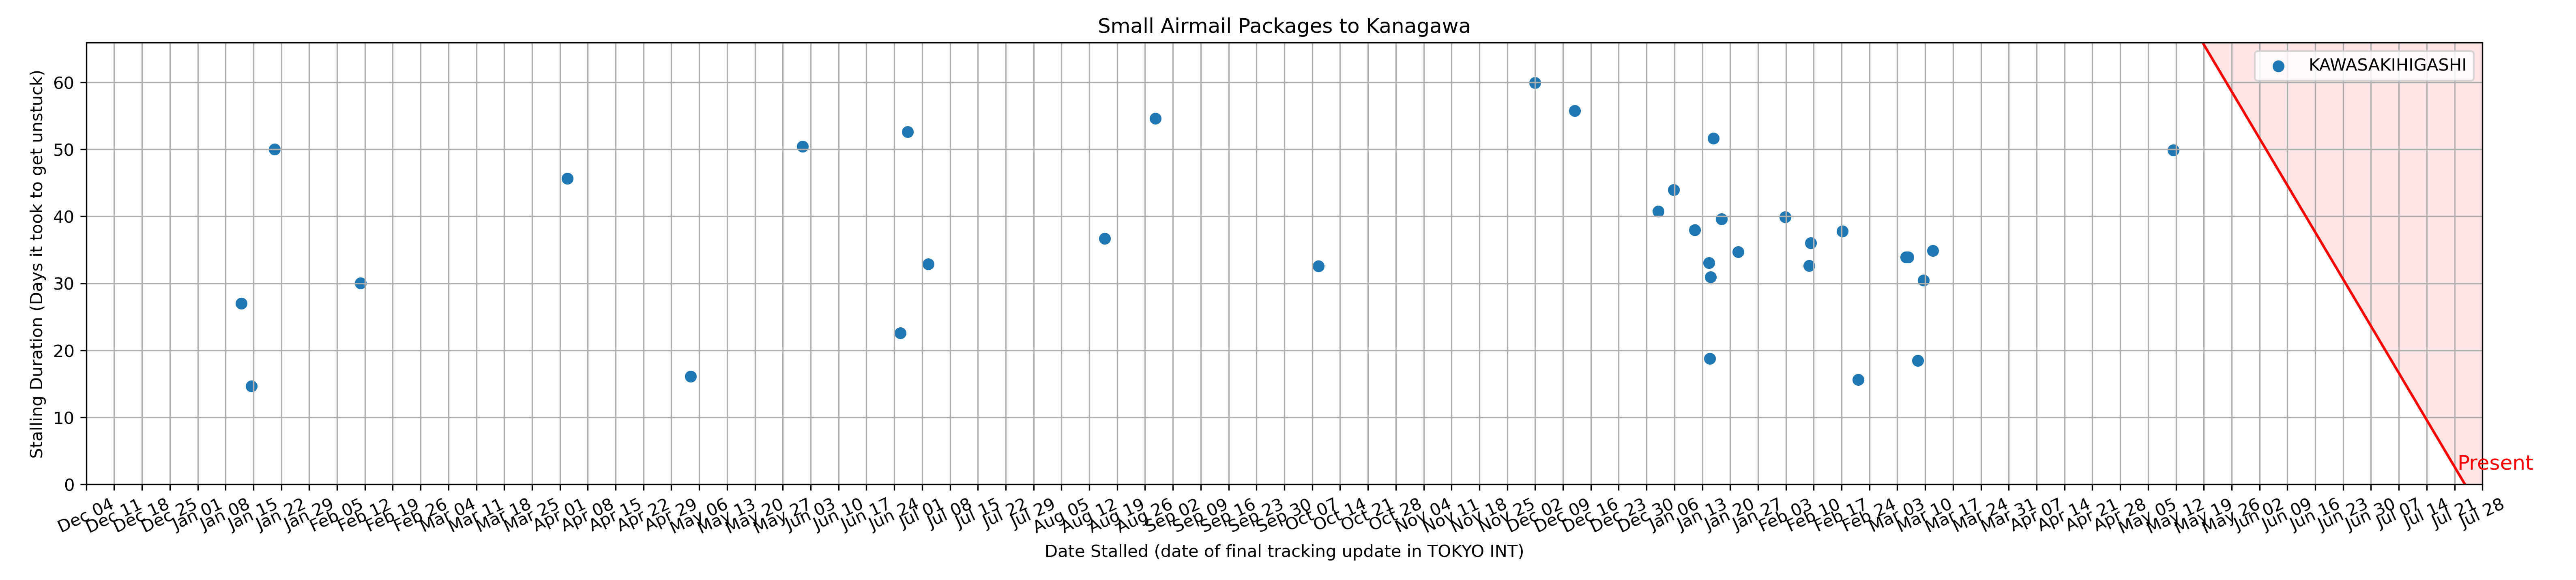 Small Airmail Packages to Kanagawa
KAWASAKIHIGASHI
Stalling Duration (Days it took to get unstuck)
60
50
40
30
20
10
0
Present
Dec 04
Dec 11
Dec 18
Dec 25
Jan 01
Jan 08
Jan 15
Jan 22
Jan 29
Feb 05
Feb 12
Feb 19
Feb 26
Mar 04
Mar 11
Mar 18
Mar 25
Apr 01
Apr 08
Apr 15
Apr 22
Apr 29
May 06
May 13
May 20
May 27
Jun 03
Jun 10
Jun 17
Jun 24
Jul 01
Jul 08
Jul 15
Jul 22
Jul 29
Aug 05
Aug 12
Aug 19
Aug 26
Sep 02
Sep 09
Sep 16
Sep 23
Sep 30
Oct 07
Oct 14
Oct 21
Oct 28
Nov 04
Nov 11
Nov 18
Nov 25
Dec 02
Dec 09
Dec 16
Dec 23
Dec 30
Jan 06
Jan 13
Jan 20
Jan 27
Feb 03
Feb 10
Feb 17
Feb 24
Mar 03
Mar 10
Mar 17
Mar 24
Mar 31
Apr 07
Apr 14
Apr 21
Apr 28
May 05
May 12
May 19
May 26
Jun 02
Jun 09
Jun 16
Jun 23
Jun 30
Jul 07
Jul 14
Jul 21
Jul 28
Date Stalled (date of final tracking update in TOKYO INT)